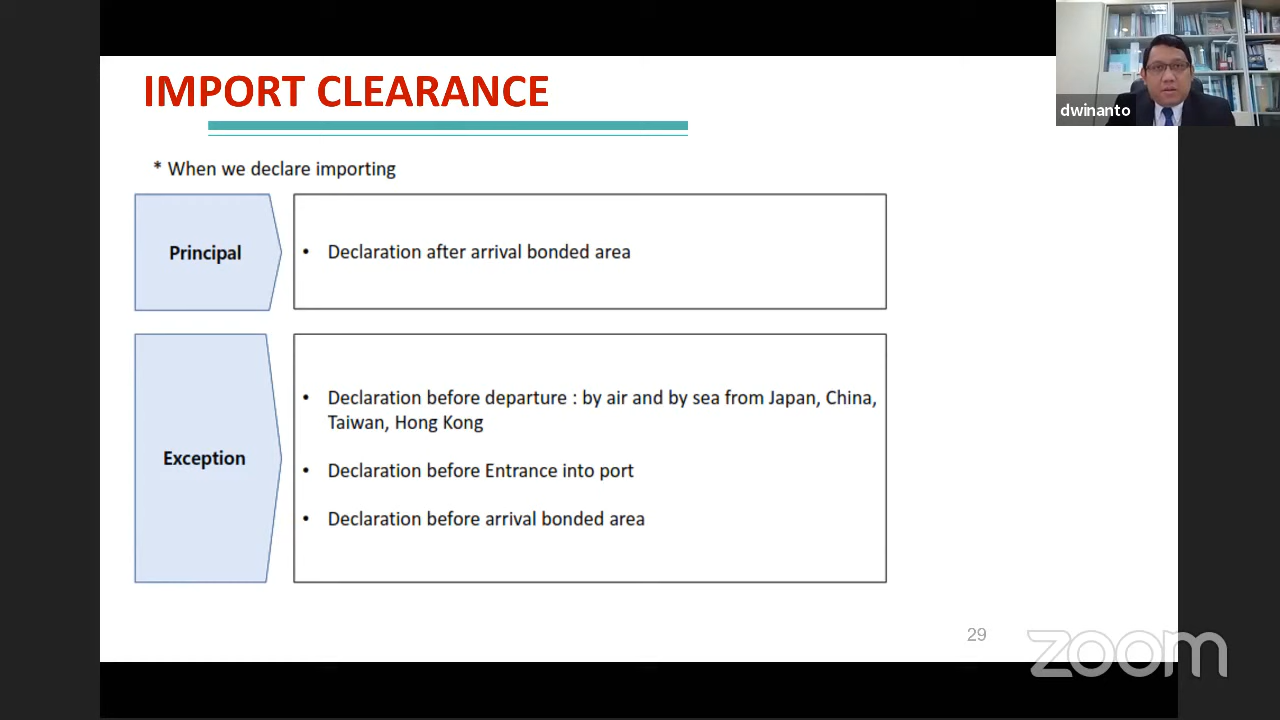 IMPORT CLEARANCE
dwinanto
* When we declare importing
Principal
• Declaration after arrival bonded area
Exception
• Declaration before departure : by air and by sea from Japan, China,
Taiwan, Hong Kong
• Declaration before Entrance into port
• Declaration before arrival bonded area
29
zoom